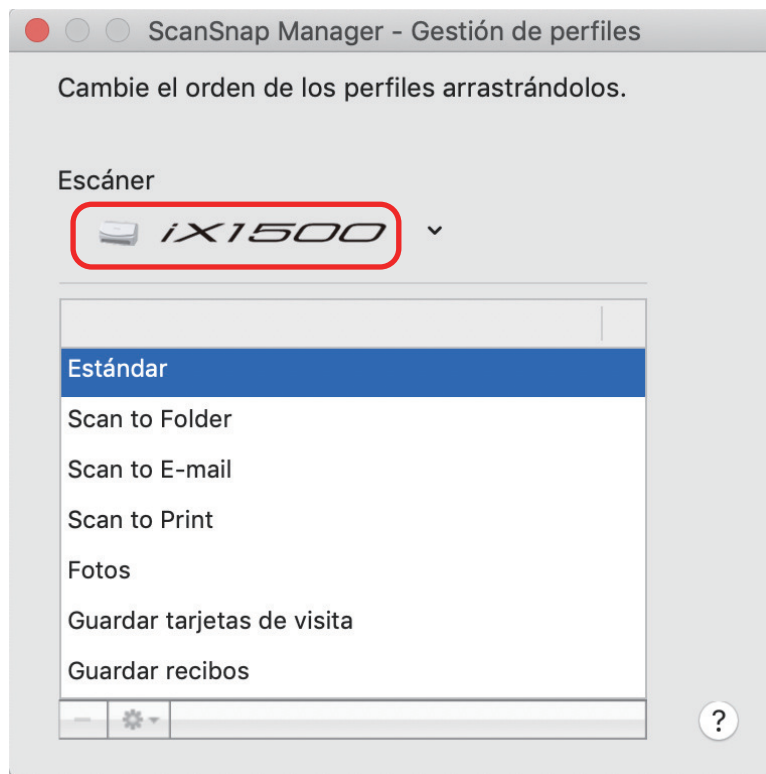 ScanSnap Manager - Gestión de perfiles
Cambie el orden de los perfiles arrastrándolos.
Escáner
iX1500
Estándar
Scan to Folder
Scan to E-mail
Scan to Print
Fotos
Guardar tarjetas de visita
Guardar recibos
?